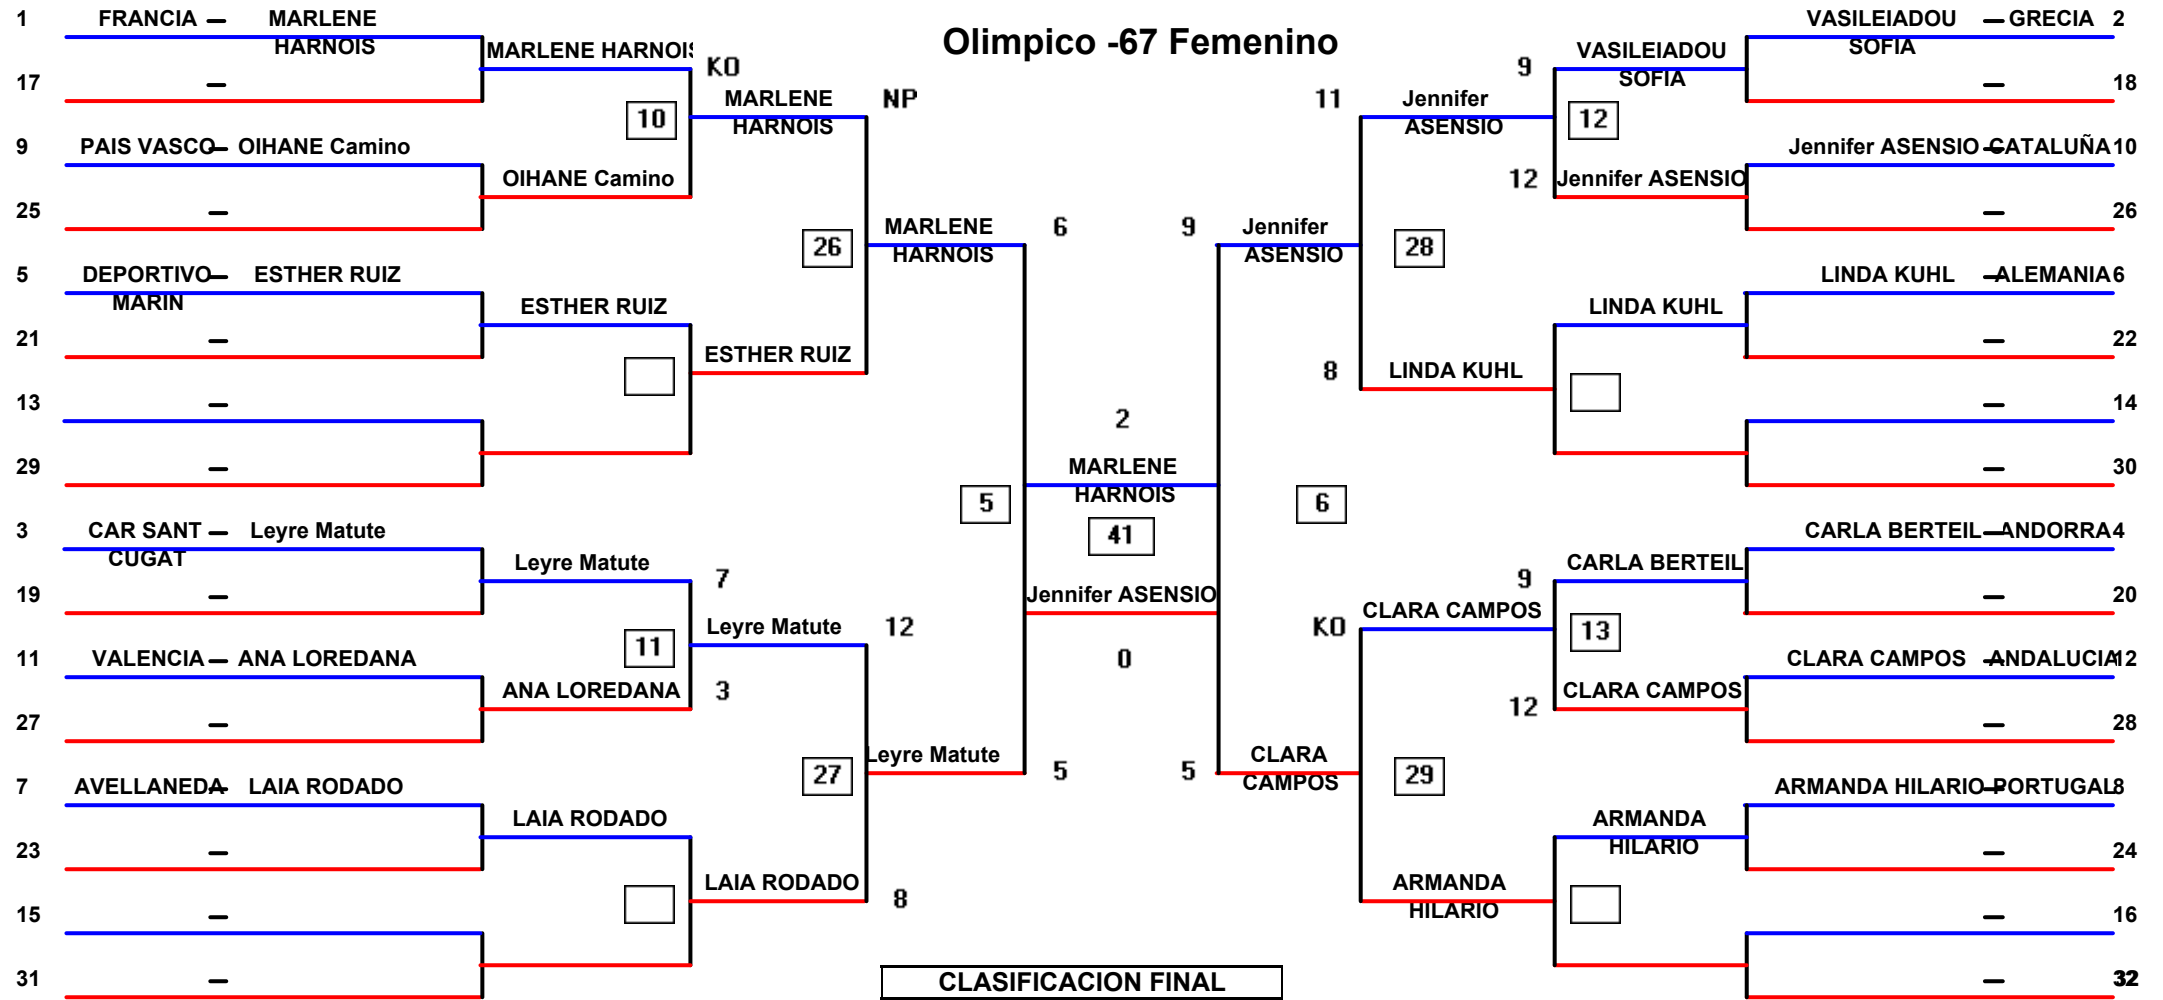 Olimpico -67 Femenino
1 FRANCIA – MARLENE HARNOIS
17 –
9 PAIS VASCO – OIHANE Camino
25 –
5 DEPORTIVO MARIN – ESTHER RUIZ
21 –
13 –
29 –
3 CAR SANT CUGAT – Leyre Matute
19 –
11 VALENCIA – ANA LOREDANA
27 –
7 AVELLANEDA – LAIA RODADO
23 –
15 –
31 –
MARLENE HARNOIS KO
10
OIHANE Camino
ESTHER RUIZ
Leyre Matute 7
11
ANA LOREDANA 3
LAIA RODADO
MARLENE HARNOIS NP
26
ESTHER RUIZ
Leyre Matute 12
27
LAIA RODADO 8
MARLENE HARNOIS 6
5
Leyre Matute 5
2
MARLENE HARNOIS
41
Jennifer ASENSIO
0
9 Jennifer ASENSIO
6
5 CLARA CAMPOS
11 Jennifer ASENSIO
28
8 LINDA KUHL
KO CLARA CAMPOS
29
ARMANDA HILARIO
9 VASILEIADOU SOFIA
12
12 Jennifer ASENSIO
LINDA KUHL
9 CARLA BERTEIL
13
12 CLARA CAMPOS
ARMANDA HILARIO
VASILEIADOU SOFIA – GRECIA 2
– 18
Jennifer ASENSIO – CATALUÑA 10
– 26
LINDA KUHL – ALEMANIA 6
– 22
– 14
– 30
CARLA BERTEIL – ANDORRA 4
– 20
CLARA CAMPOS – ANDALUCIA 12
– 28
ARMANDA HILARIO – PORTUGAL 8
– 24
– 16
– 32
CLASIFICACION FINAL